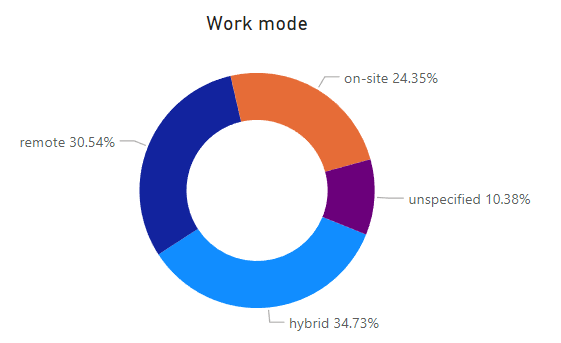 Work mode
on-site 24.35%
remote 30.54%
unspecified 10.38%
hybrid 34.73%